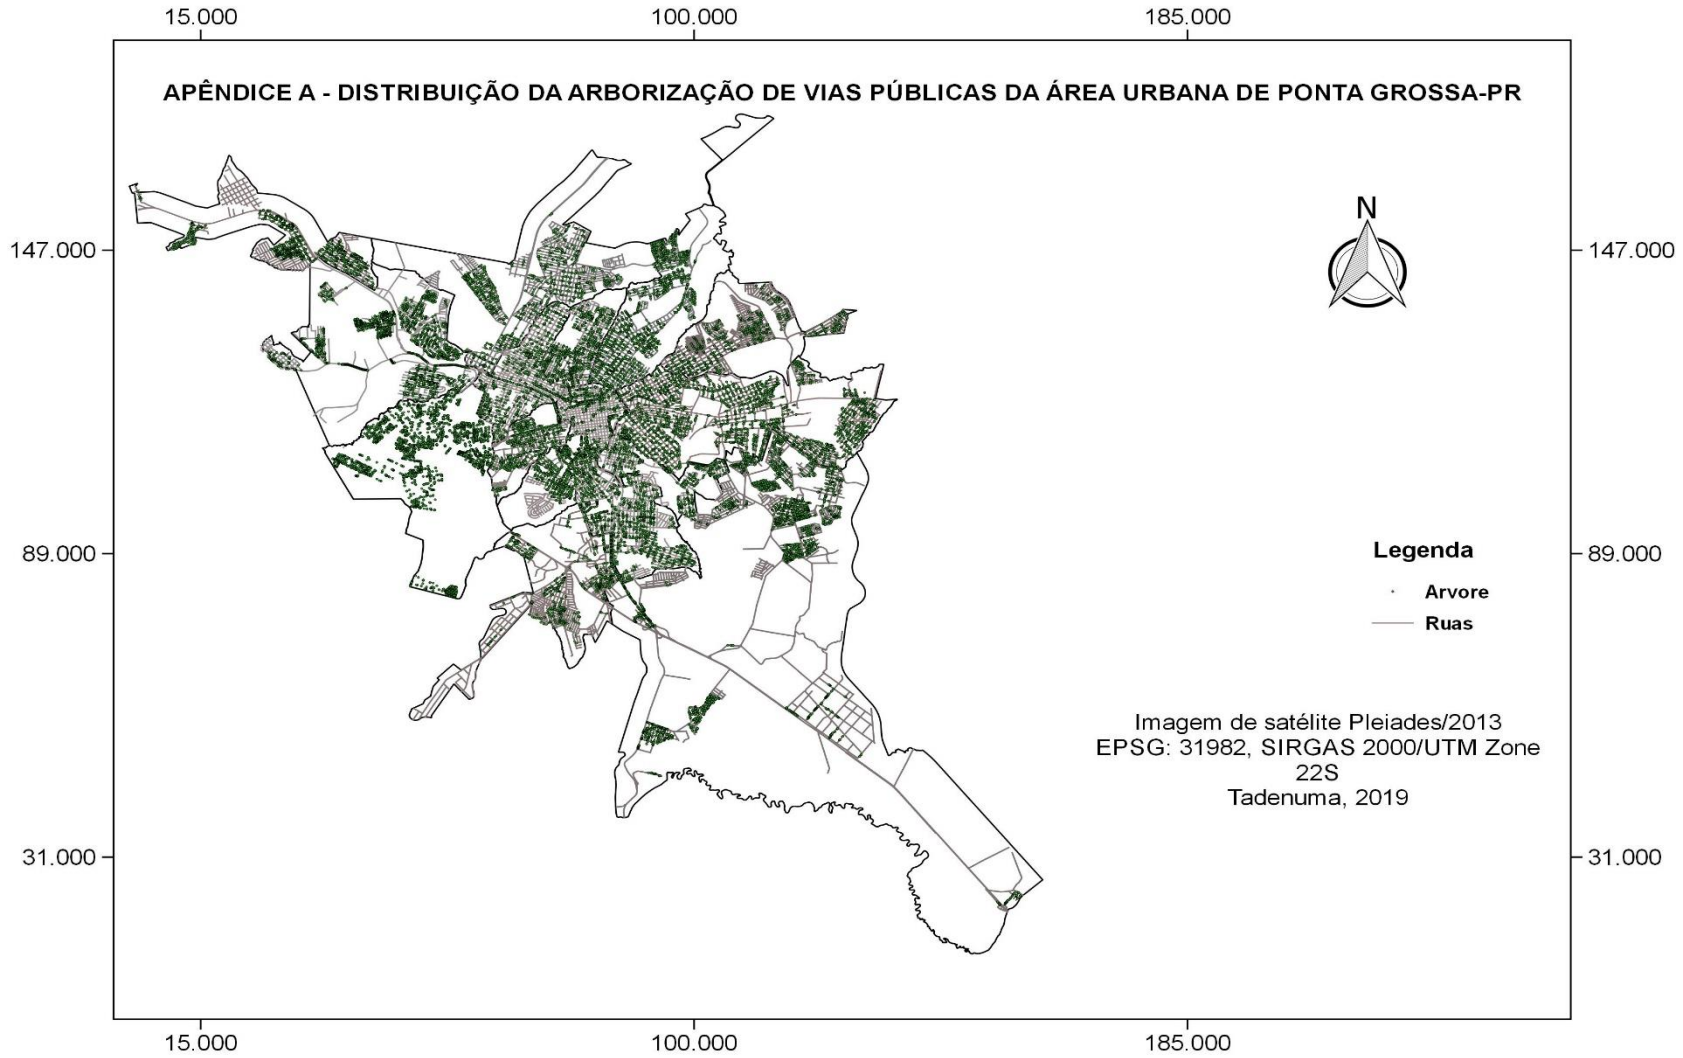 15.000 100.000 185.000
APÊNDICE A - DISTRIBUIÇÃO DA ARBORIZAÇÃO DE VIAS PÚBLICAS DA ÁREA URBANA DE PONTA GROSSA-PR
N
147.000 147.000
89.000 89.000
Legenda
Arvore
Ruas
Imagem de satélite Pleiades/2013
EPSG: 31982, SIRGAS 2000/UTM Zone
22S
Tadenuma, 2019
31.000 31.000
15.000 100.000 185.000